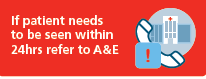 If patient needs
to be seen within
24hrs refer to A&E
!